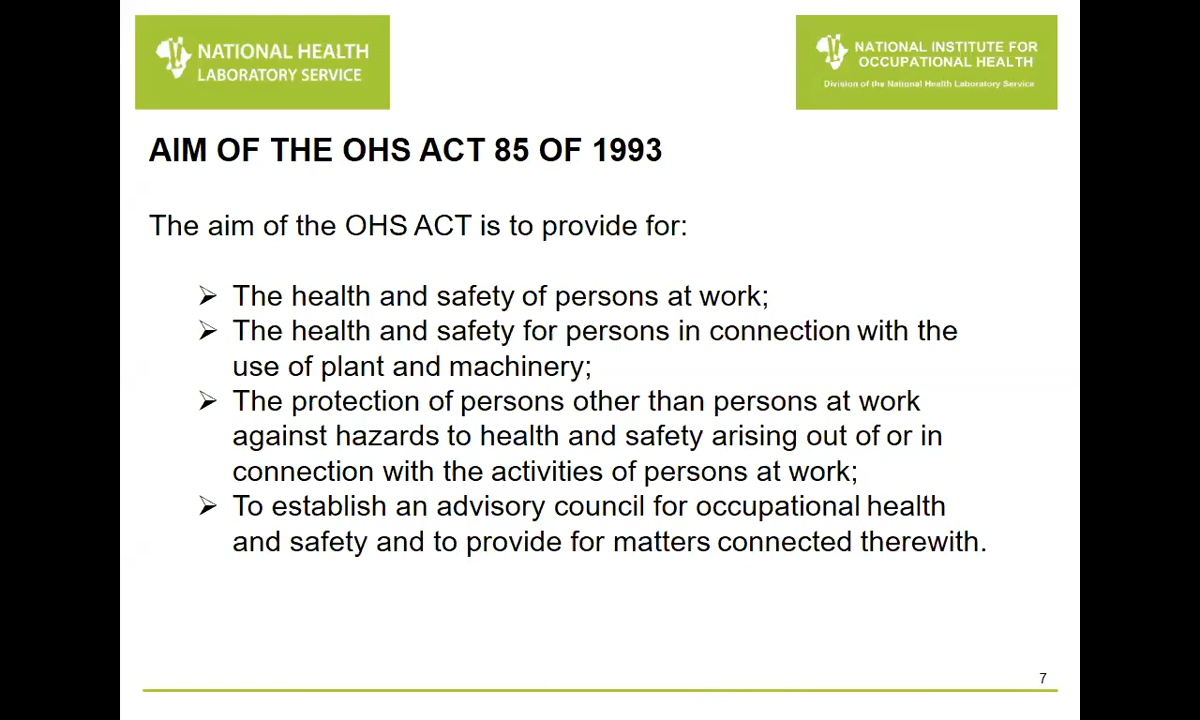 NATIONAL HEALTH
LABORATORY SERVICE
NATIONAL INSTITUTE FOR
OCCUPATIONAL HEALTH
Division of the National Health Laboratory Service
AIM OF THE OHS ACT 85 OF 1993
The aim of the OHS ACT is to provide for:
➢ The health and safety of persons at work;
➢ The health and safety for persons in connection with the
use of plant and machinery;
➢ The protection of persons other than persons at work
against hazards to health and safety arising out of or in
connection with the activities of persons at work;
➢ To establish an advisory council for occupational health
and safety and to provide for matters connected therewith.
7